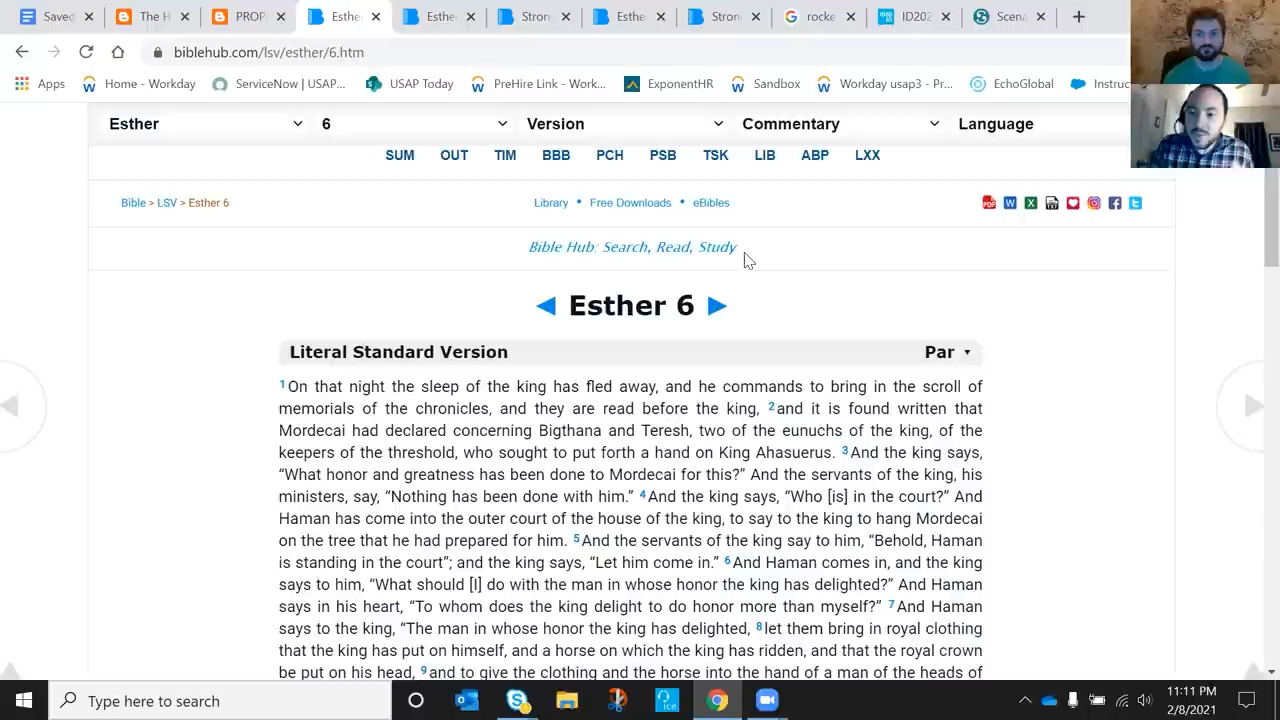 Saved
The H
PROP
Esther
Esthe
Stron
Esthe
Stron
rocke
ID202
Scena
biblehub.com/lsv/esther/6.htm
Apps
Home - Workday
ServiceNow | USAP...
USAP Today
PreHire Link - Work...
ExponentHR
Sandbox
Workday usap3 - Pr...
EchoGlobal
Instruc
Esther
6
Version
Commentary
Language
SUM OUT TIM BBB PCH PSB TSK LIB ABP LXX
Bible > LSV > Esther 6
Library • Free Downloads • eBibles
Bible Hub: Search, Read, Study
◄ Esther 6 ►
Literal Standard Version
Par ▼
1On that night the sleep of the king has fled away, and he commands to bring in the scroll of
memorials of the chronicles, and they are read before the king, 2and it is found written that
Mordecai had declared concerning Bigthana and Teresh, two of the eunuchs of the king, of the
keepers of the threshold, who sought to put forth a hand on King Ahasuerus. 3And the king says,
“What honor and greatness has been done to Mordecai for this?” And the servants of the king, his
ministers, say, “Nothing has been done with him.” 4And the king says, “Who [is] in the court?” And
Haman has come into the outer court of the house of the king, to say to the king to hang Mordecai
on the tree that he had prepared for him. 5And the servants of the king say to him, “Behold, Haman
is standing in the court”; and the king says, “Let him come in.” 6And Haman comes in, and the king
says to him, “What should [I] do with the man in whose honor the king has delighted?” And Haman
says in his heart, “To whom does the king delight to do honor more than myself?” 7And Haman
says to the king, “The man in whose honor the king has delighted, 8let them bring in royal clothing
that the king has put on himself, and a horse on which the king has ridden, and that the royal crown
be put on his head, 9and to give the clothing and the horse into the hand of a man of the heads of
Type here to search
11:11 PM
2/8/2021